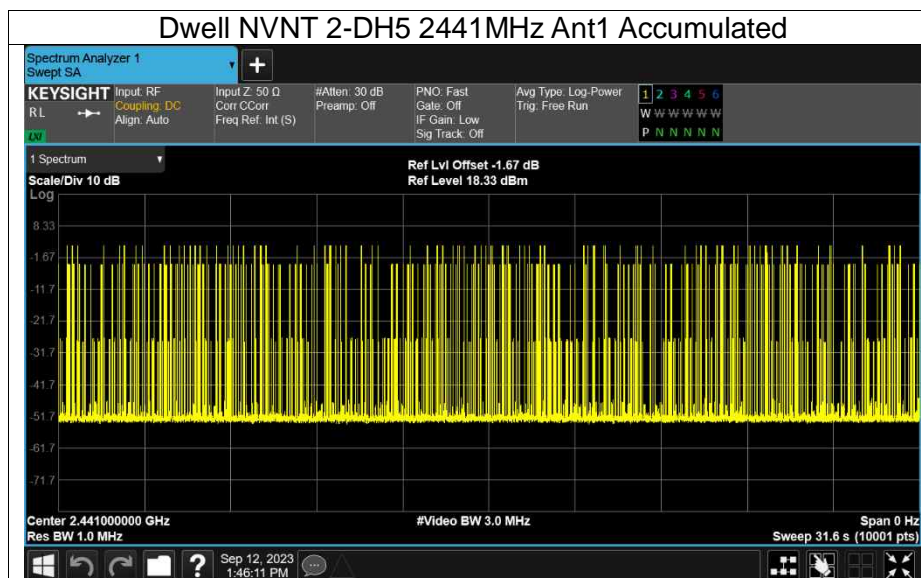 Dwell NVNT 2-DH5 2441MHz Ant1 Accumulated
Spectrum Analyzer 1
Swept SA
+
KEYSIGHT Input: RF Input Z: 50 Ω #Atten: 30 dB PNO: Fast Avg Type: Log-Power 1 2 3 4 5 6
RL Coupling: DC Corr CCorr Preamp: Off Gate: Off Trig: Free Run W W W W W W
Align: Auto Freq Ref: Int (S) IF Gain: Low
LXI Sig Track: Off P N N N N N
1 Spectrum
Ref Lvl Offset -1.67 dB
Scale/Div 10 dB Ref Level 18.33 dBm
Log
8.33
-1.67
-11.7
-21.7
-31.7
-41.7
-51.7
-61.7
-71.7
Center 2.441000000 GHz #Video BW 3.0 MHz Span 0 Hz
Res BW 1.0 MHz Sweep 31.6 s (10001 pts)
? Sep 12, 2023
1:46:11 PM